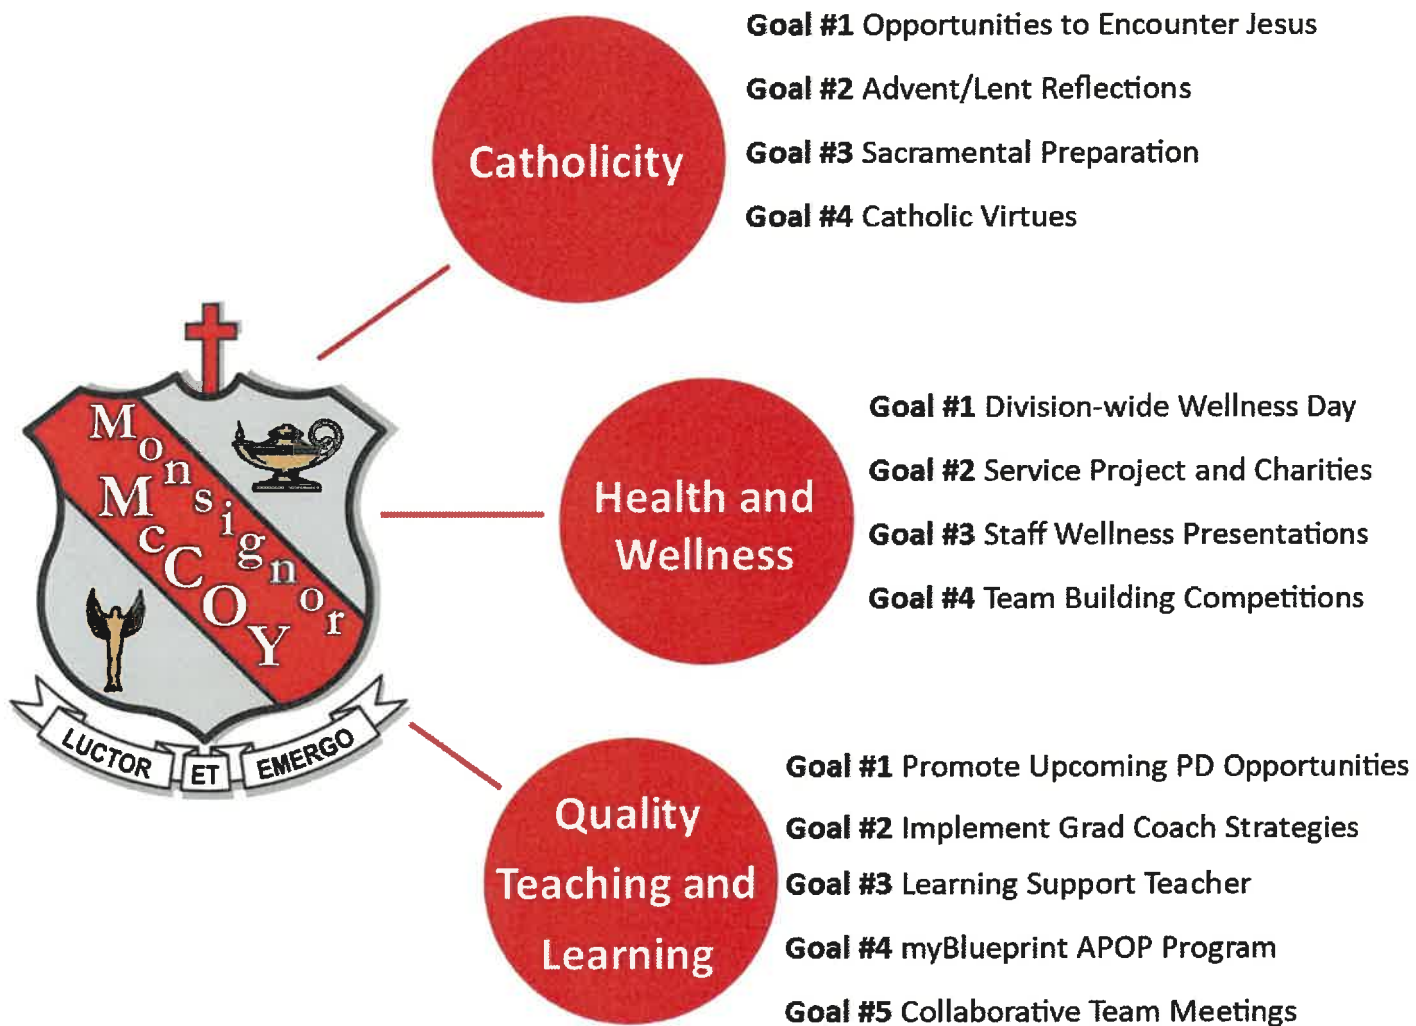 Catholicity
Goal #1 Opportunities to Encounter Jesus
Goal #2 Advent/Lent Reflections
Goal #3 Sacramental Preparation
Goal #4 Catholic Virtues
Monsignor
McCOY
LUCTOR ET EMERGO
Health and
Wellness
Goal #1 Division-wide Wellness Day
Goal #2 Service Project and Charities
Goal #3 Staff Wellness Presentations
Goal #4 Team Building Competitions
Quality
Teaching and
Learning
Goal #1 Promote Upcoming PD Opportunities
Goal #2 Implement Grad Coach Strategies
Goal #3 Learning Support Teacher
Goal #4 myBlueprint APOP Program
Goal #5 Collaborative Team Meetings